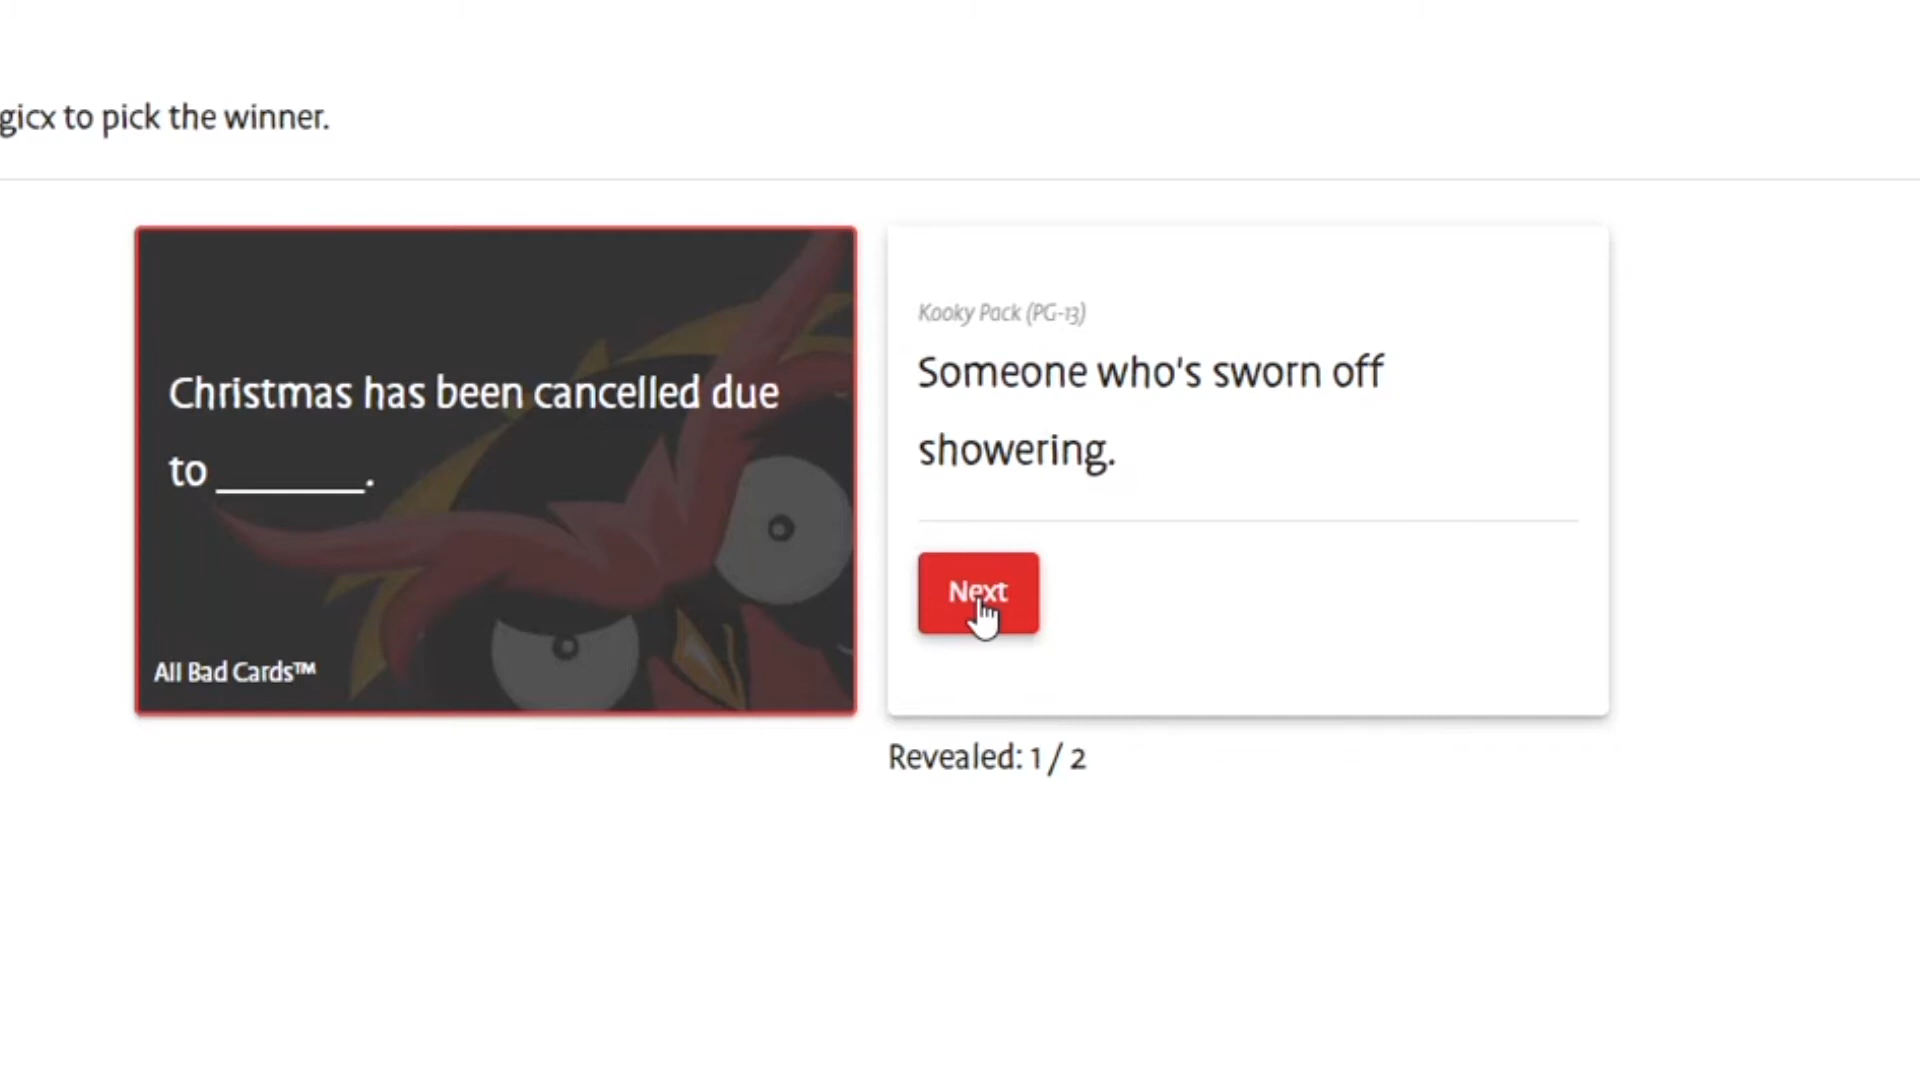 gicx to pick the winner.
Christmas has been cancelled due
to ________.
All Bad Cards™
Kooky Pack (PG-13)
Someone who's sworn off
showering.
Next
Revealed: 1 / 2